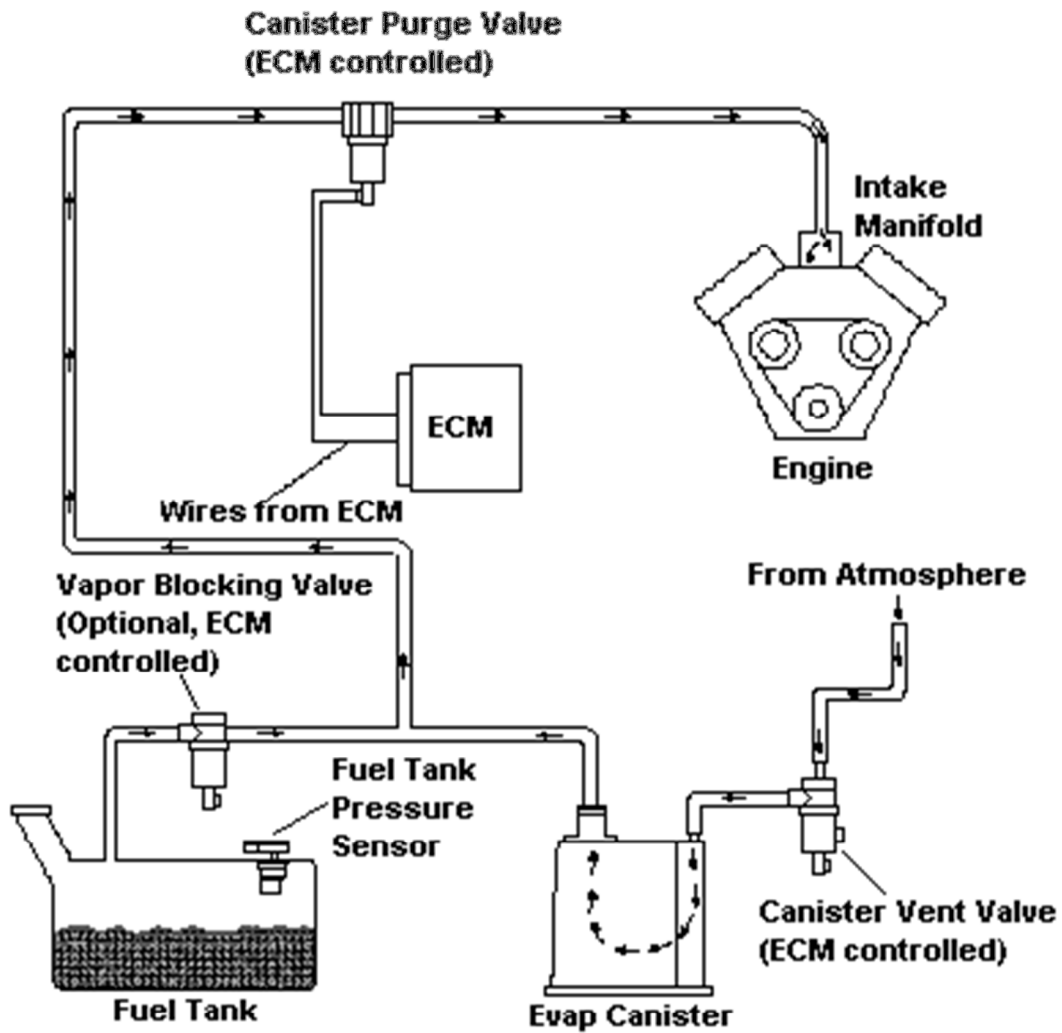 Canister Purge Valve
(ECM controlled)
Intake
Manifold
ECM
Engine
Wires from ECM
From Atmosphere
Vapor Blocking Valve
(Optional, ECM
controlled)
Fuel Tank
Pressure
Sensor
Canister Vent Valve
(ECM controlled)
Fuel Tank
Evap Canister